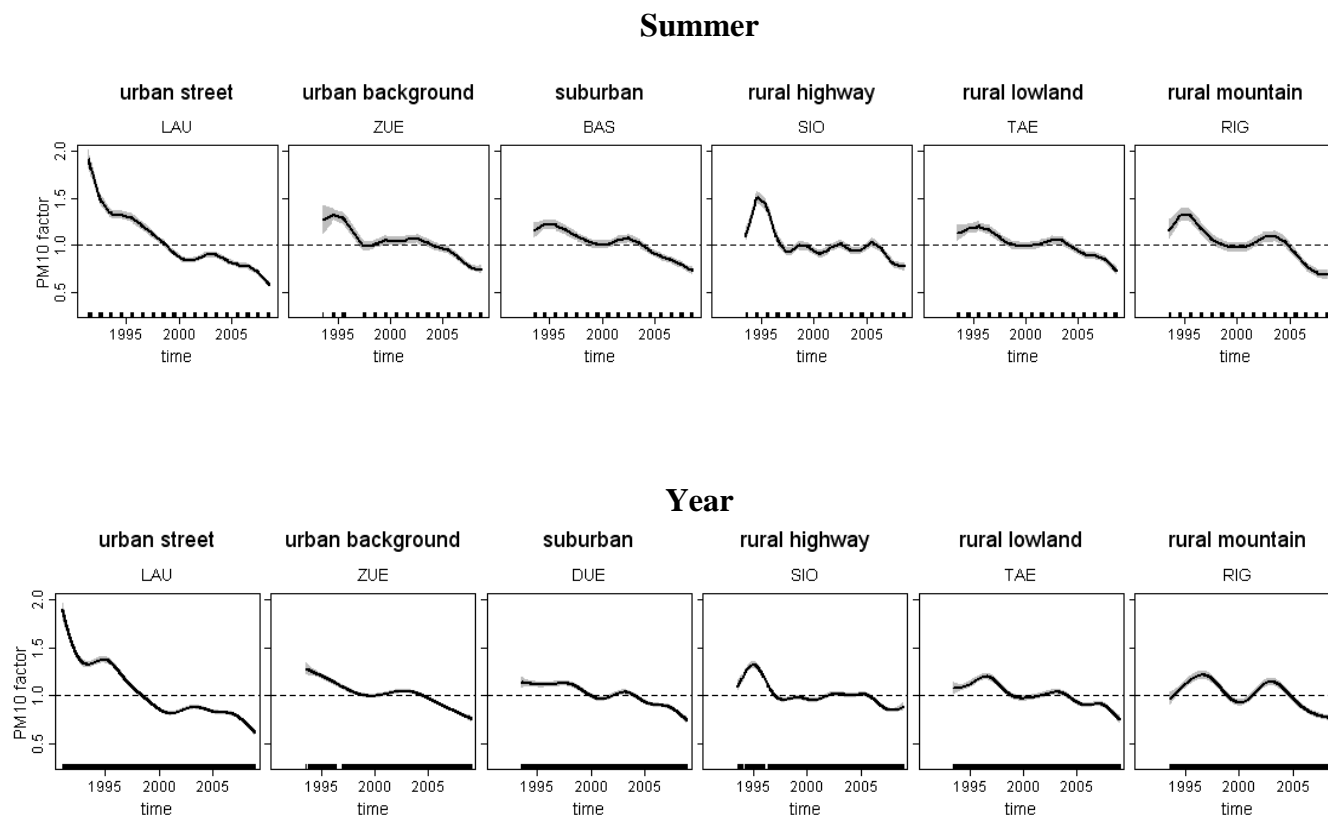 Summer
urban street urban background suburban rural highway rural lowland rural mountain
LAU ZUE BAS SIO TAE RIG
PM10 factor
2.0
1.5
1.0
0.5
1995 2000 2005 1995 2000 2005 1995 2000 2005 1995 2000 2005 1995 2000 2005 1995 2000 2005
time time time time time time
Year
urban street urban background suburban rural highway rural lowland rural mountain
LAU ZUE DUE SIO TAE RIG
PM10 factor
2.0
1.5
1.0
0.5
1995 2000 2005 1995 2000 2005 1995 2000 2005 1995 2000 2005 1995 2000 2005 1995 2000 2005
time time time time time time